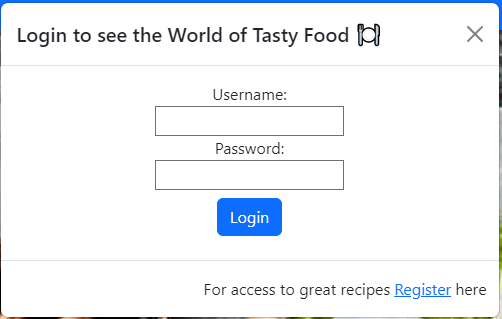 Login to see the World of Tasty Food 🍽
Username:
Password:
Login
For access to great recipes Register here